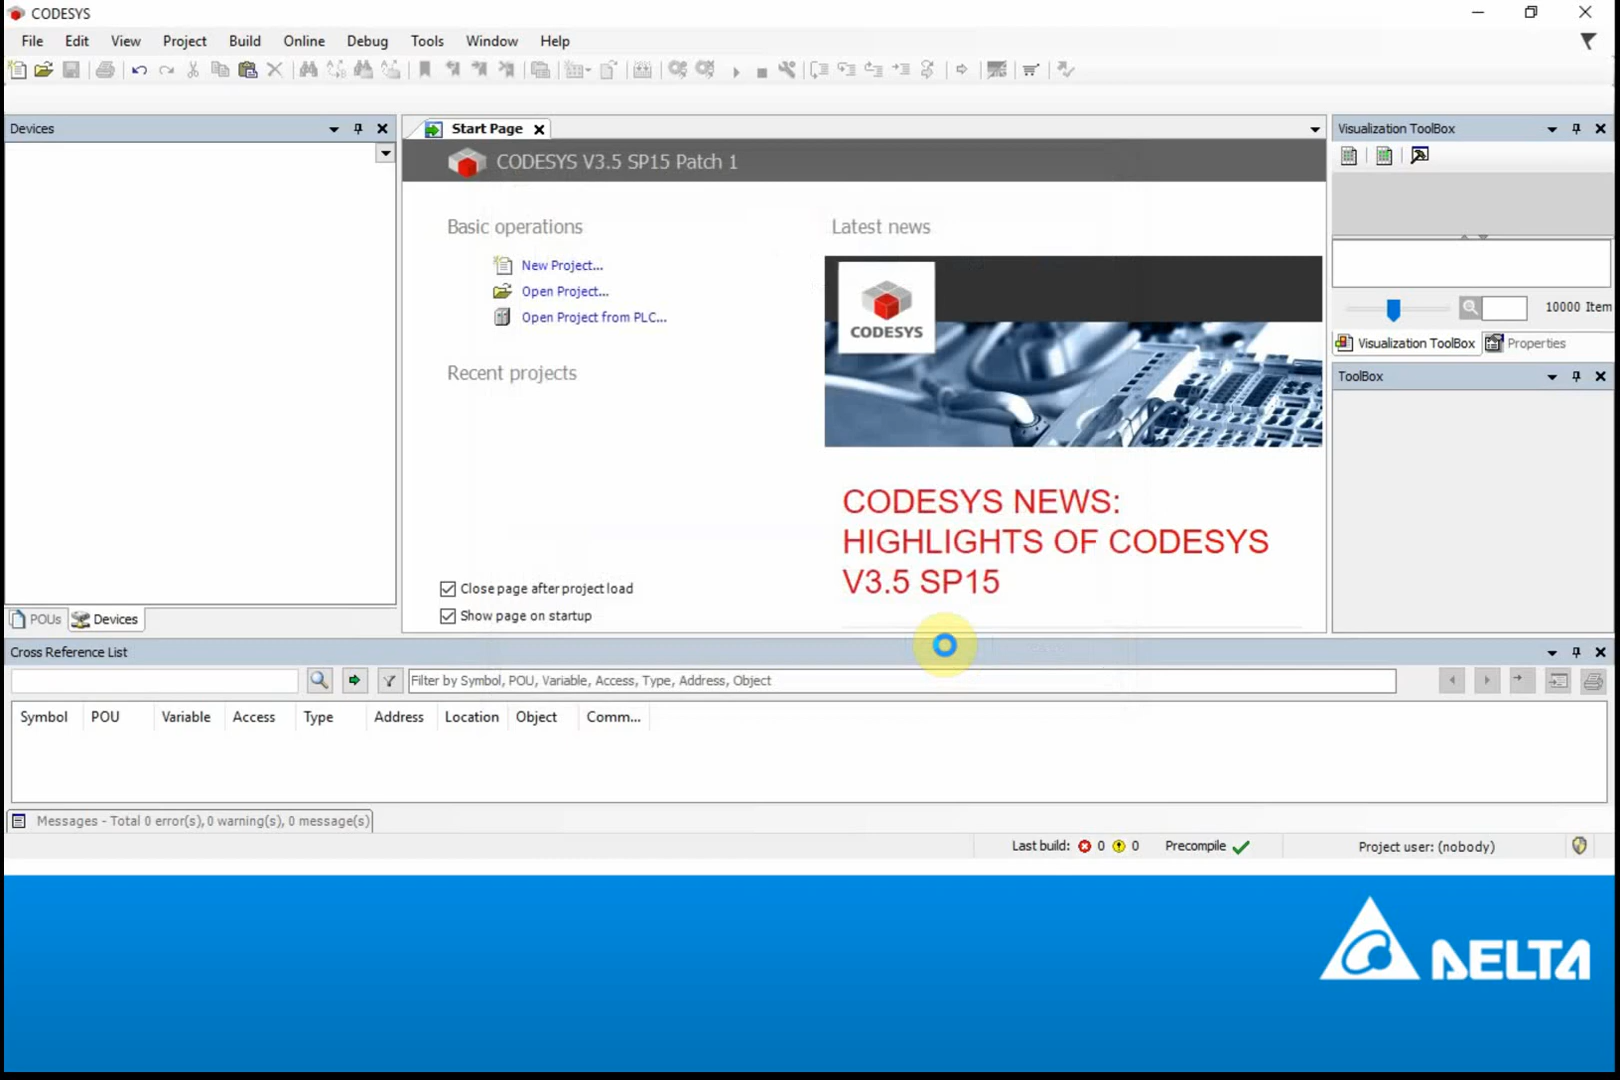 CODESYS
File Edit View Project Build Online Debug Tools Window Help
Devices
Start Page
Visualization ToolBox
CODESYS V3.5 SP15 Patch 1
Basic operations
New Project...
Open Project...
Open Project from PLC...
Recent projects
Close page after project load
Show page on startup
Latest news
CODESYS
CODESYS NEWS:
HIGHLIGHTS OF CODESYS
V3.5 SP15
10000 Item
Visualization ToolBox Properties
ToolBox
POUs Devices
Cross Reference List
Filter by Symbol, POU, Variable, Access, Type, Address, Object
Symbol POU Variable Access Type Address Location Object Comm...
Messages - Total 0 error(s), 0 warning(s), 0 message(s)
Last build: 0 0 Precompile Project user: (nobody)
DELTA